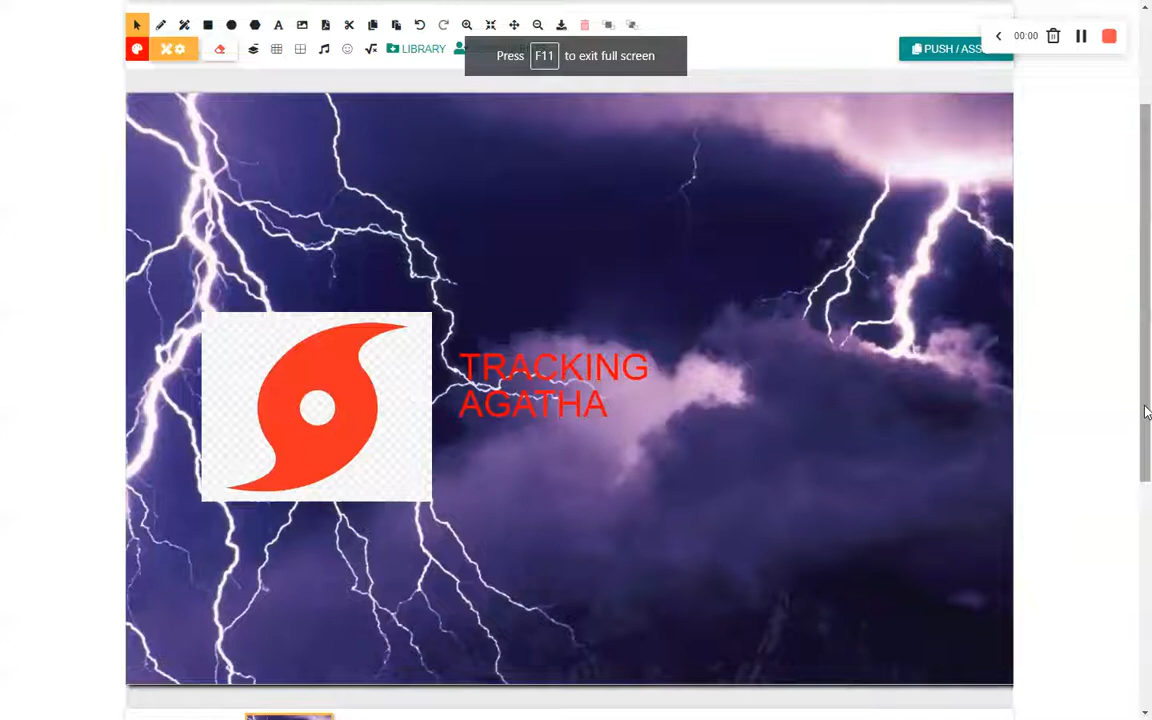 00:00
LIBRARY
PUSH / ASS
Press F11 to exit full screen
TRACKING
AGATHA